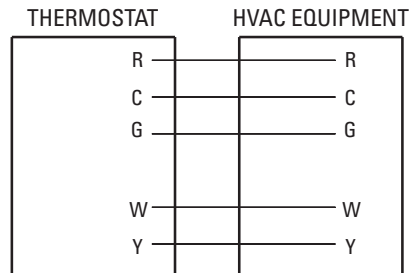 THERMOSTAT HVAC EQUIPMENT
R R
C C
G G
W W
Y Y